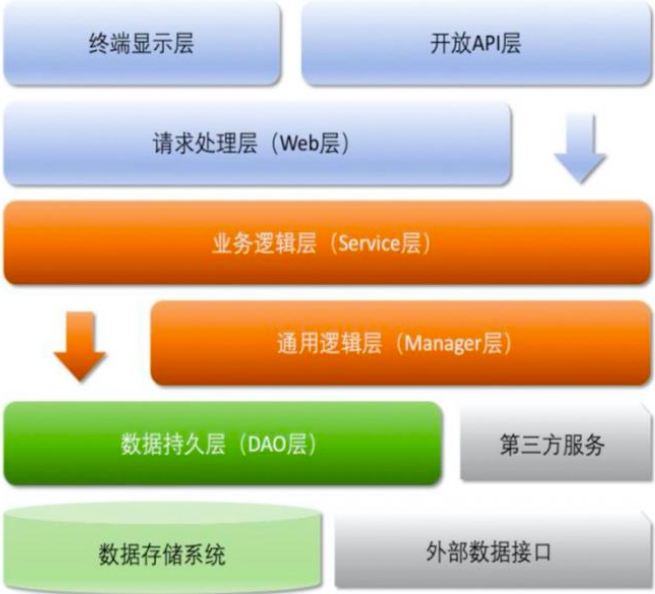 终端显示层
开放API层
请求处理层（Web层）
业务逻辑层（Service层）
通用逻辑层（Manager层）
数据持久层（DAO层）
第三方服务
数据存储系统
外部数据接口